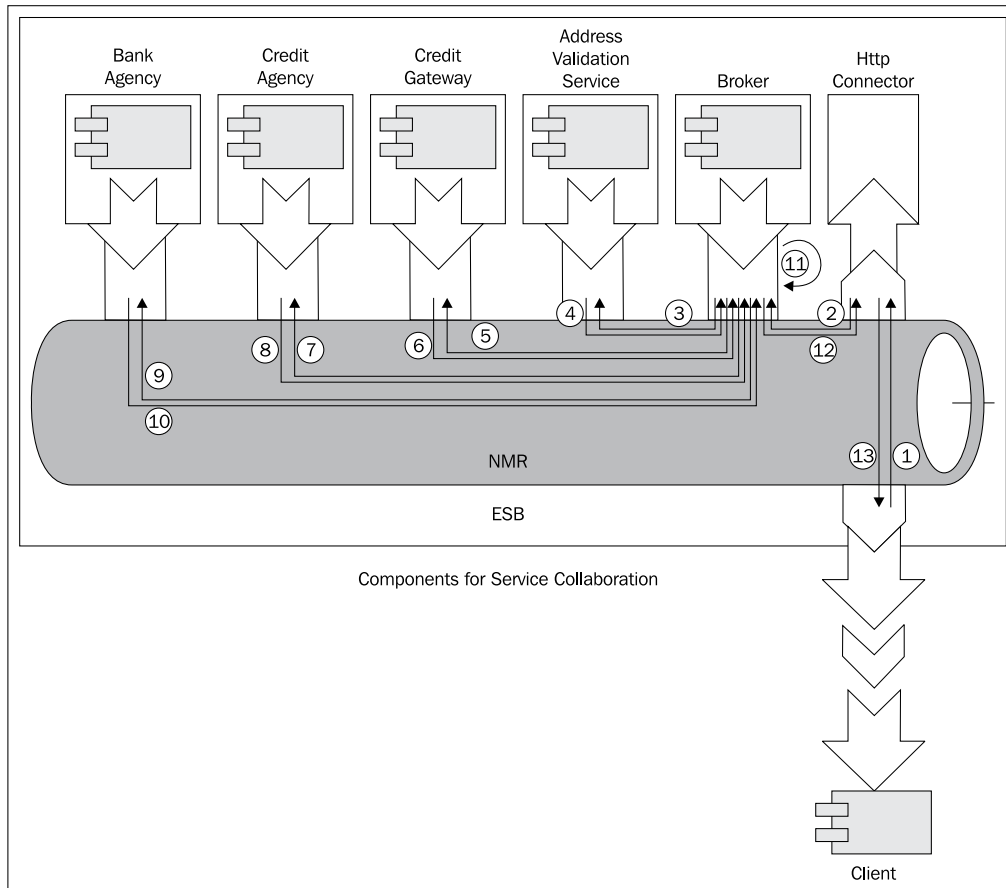 Bank
Agency
Credit
Agency
Credit
Gateway
Address
Validation
Service
Broker
Http
Connector
11
4
3
2
5
6
7
8
12
9
10
NMR
13
1
ESB
Components for Service Collaboration
Client